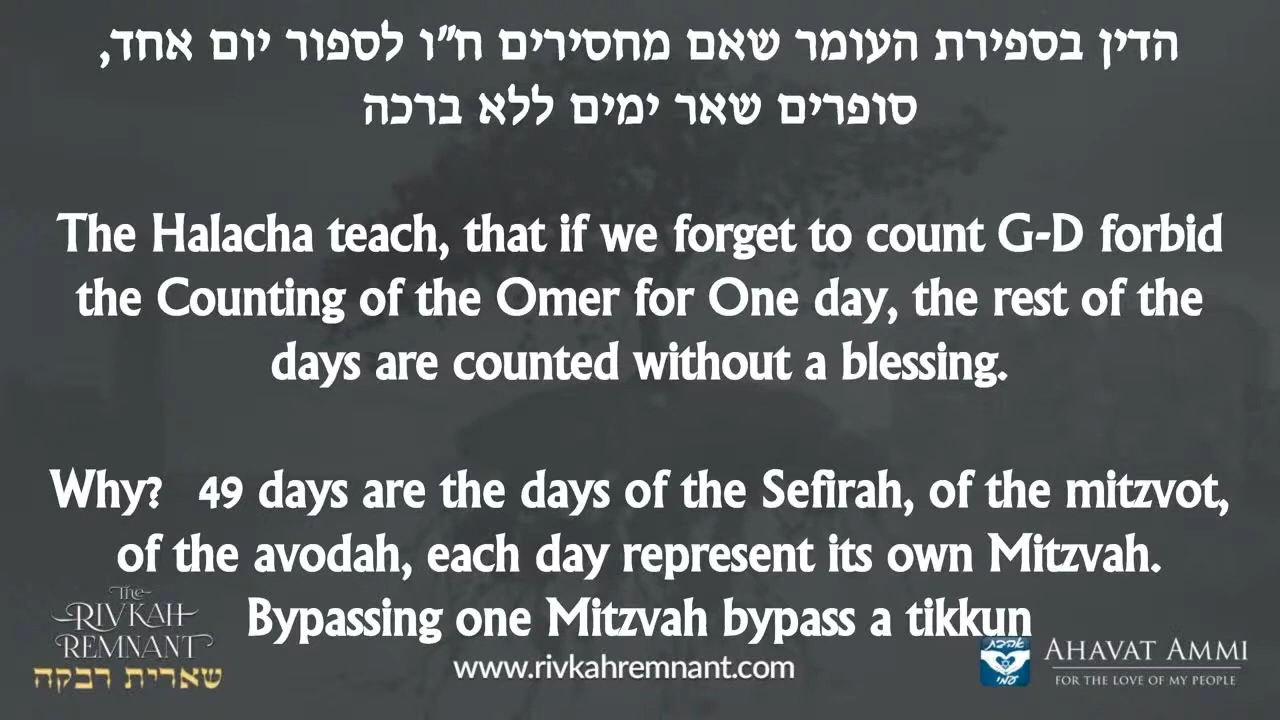 הדין בספירת העומר שאם מחסירים ח"ו לספור יום אחד,
סופרים שאר ימים ללא ברכה
The Halacha teach, that if we forget to count G-D forbid
the Counting of the Omer for One day, the rest of the
days are counted without a blessing.
Why? 49 days are the days of the Sefirah, of the mitzvot,
of the avodah, each day represent its own Mitzvah.
Bypassing one Mitzvah bypass a tikkun
The
RIVKAH
REMNANT
שארית רבקה
www.rivkahremnant.com
אהבת
עמי
AHAVAT AMMI
FOR THE LOVE OF MY PEOPLE